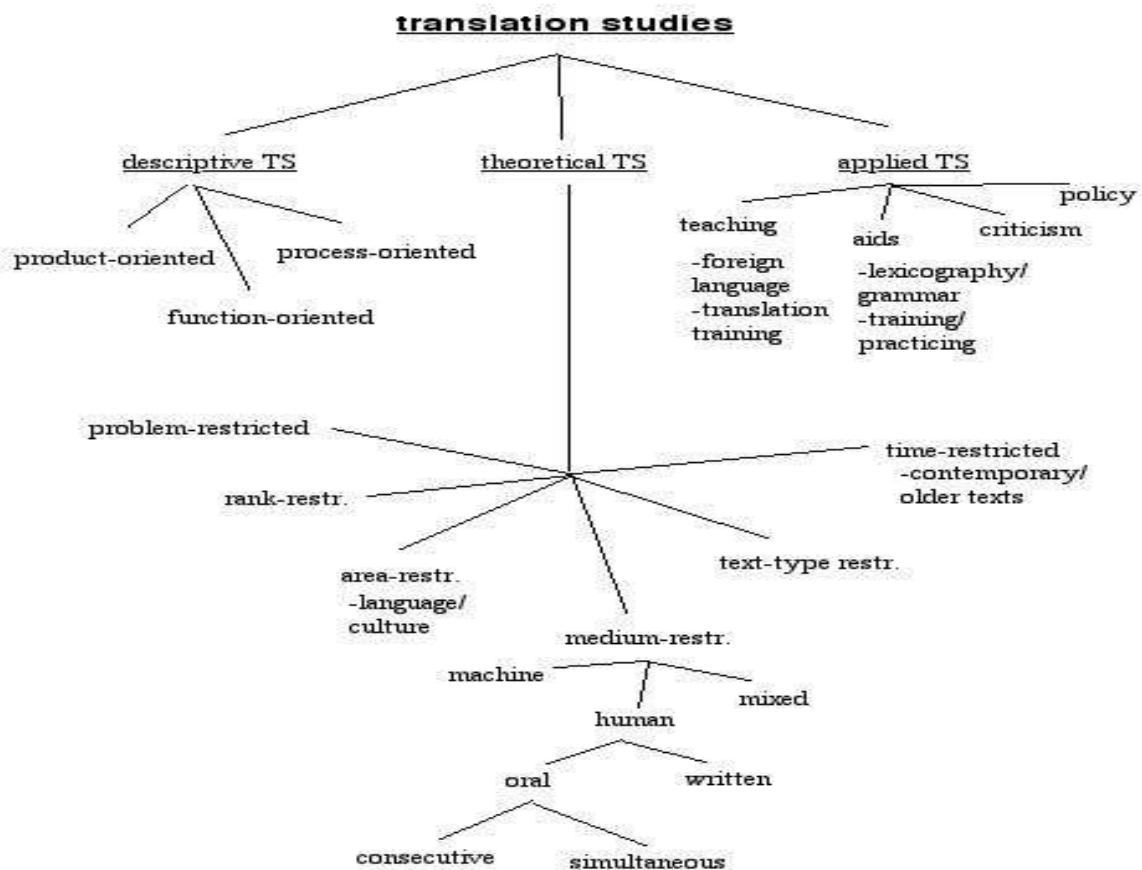 translation studies
descriptive TS
theoretical TS
applied TS
product-oriented
process-oriented
function-oriented
teaching
-foreign
language
-translation
training
aids
-lexicography/
grammar
-training/
practicing
criticism
policy
problem-restricted
rank-restr.
area-restr.
-language/
culture
medium-restr.
text-type restr.
time-restricted
-contemporary/
older texts
machine
human
mixed
oral
written
consecutive
simultaneous